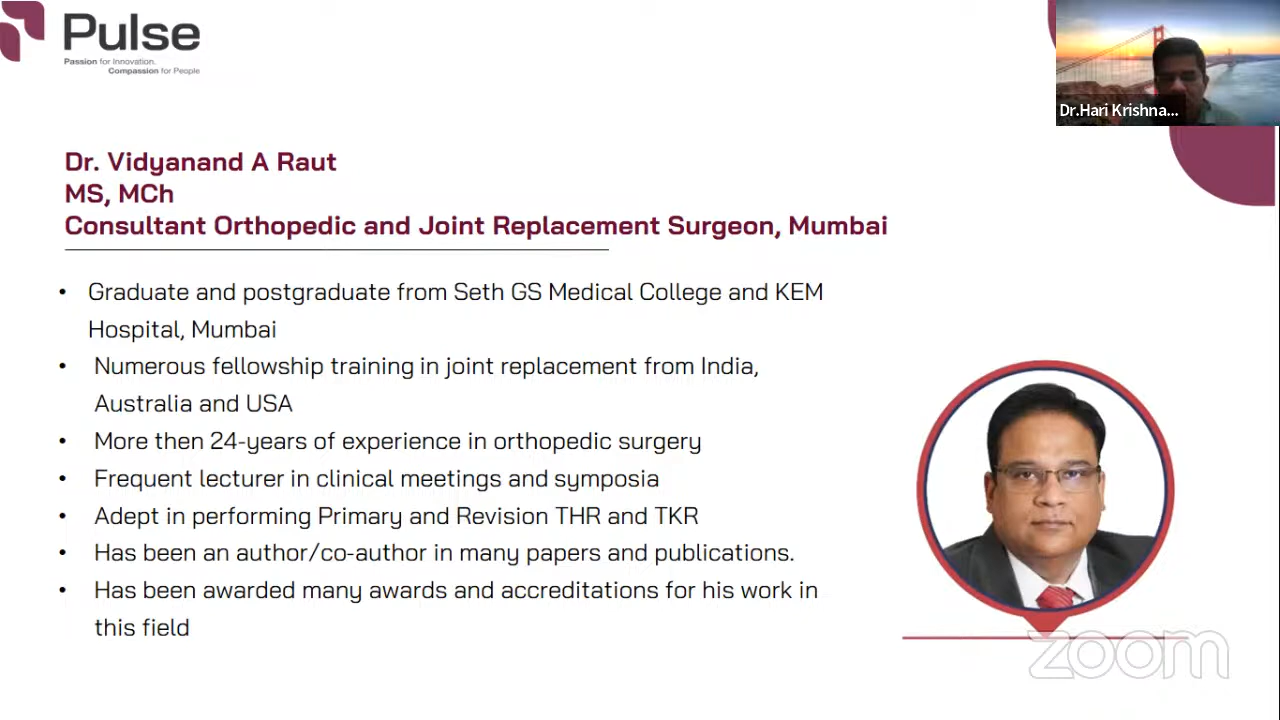 Pulse
Passion for Innovation.
Compassion for People
Dr.Hari Krishna...
Dr. Vidyanand A Raut
MS, MCh
Consultant Orthopedic and Joint Replacement Surgeon, Mumbai
• Graduate and postgraduate from Seth GS Medical College and KEM
Hospital, Mumbai
• Numerous fellowship training in joint replacement from India,
Australia and USA
• More then 24-years of experience in orthopedic surgery
• Frequent lecturer in clinical meetings and symposia
• Adept in performing Primary and Revision THR and TKR
• Has been an author/co-author in many papers and publications.
• Has been awarded many awards and accreditations for his work in
this field
zoom